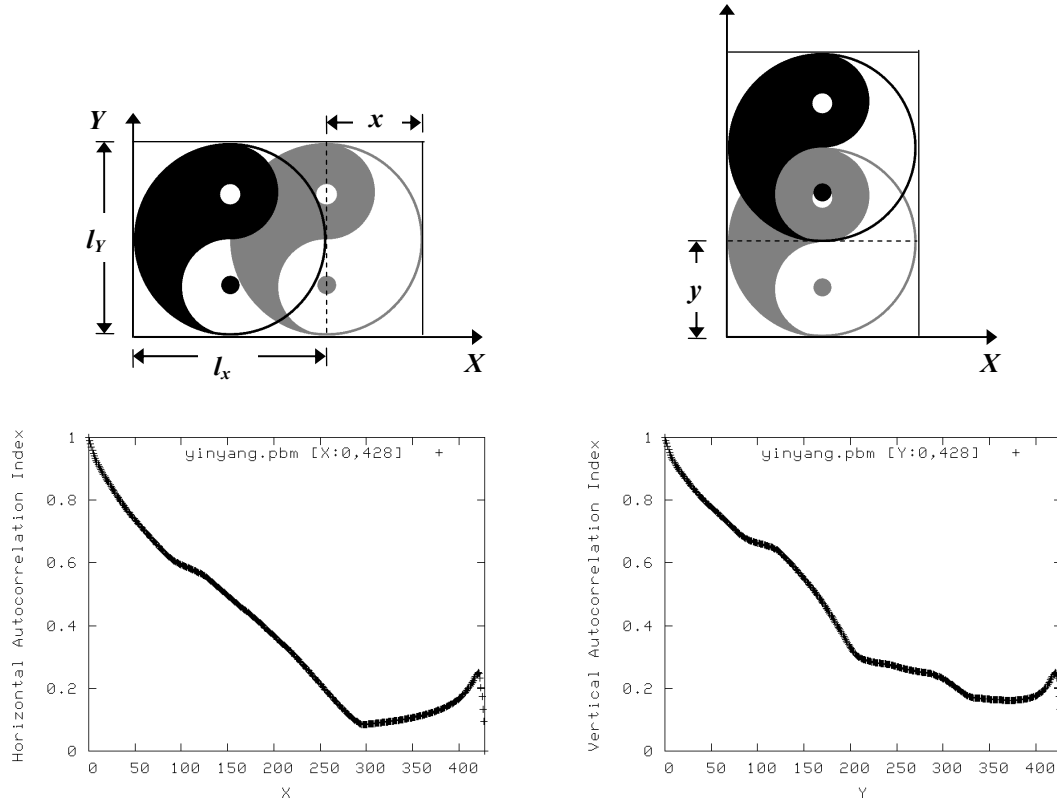 Y
x
l_Y
l_x
X
y
X
Horizontal Autocorrelation Index
yinyang.pbm [X:0,428] +
1
0.8
0.6
0.4
0.2
0
0 50 100 150 200 250 300 350 400
X
Vertical Autocorrelation Index
yinyang.pbm [Y:0,428] +
1
0.8
0.6
0.4
0.2
0
0 50 100 150 200 250 300 350 400
Y